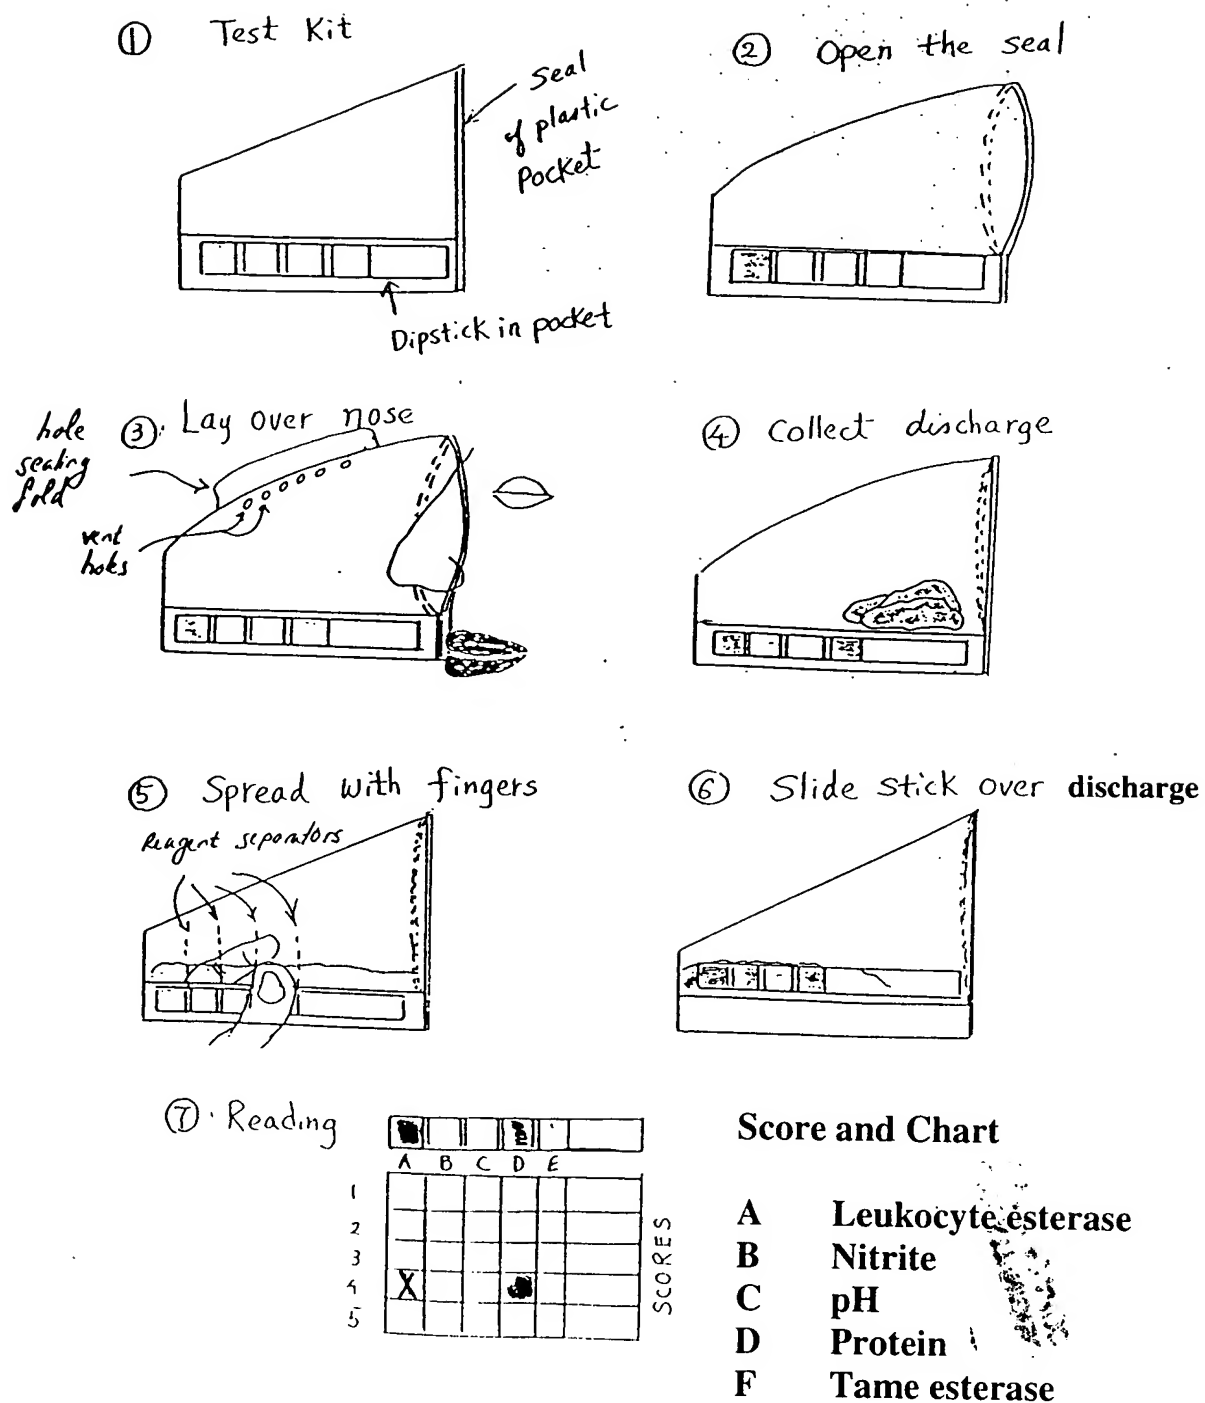 ① Test Kit
seal
of plastic
Pocket
Dipstick in pocket
② Open the seal
③ Lay over nose
hole
sealing
fold
vent
holes
④ Collect discharge
⑤ Spread with fingers
Reagent separators
⑥ Slide stick over discharge
⑦ Reading
A B C D E
1
2
3
4 X
5
SCORES
Score and Chart
A Leukocyte esterase
B Nitrite
C pH
D Protein
F Tame esterase